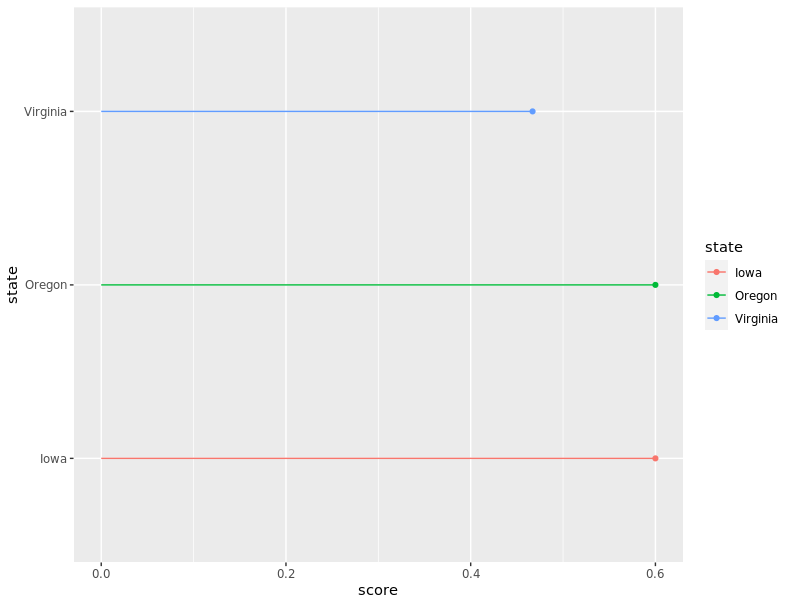 Virginia
Oregon
Iowa
state
0.0 0.2 0.4 0.6
score
state
Iowa
Oregon
Virginia